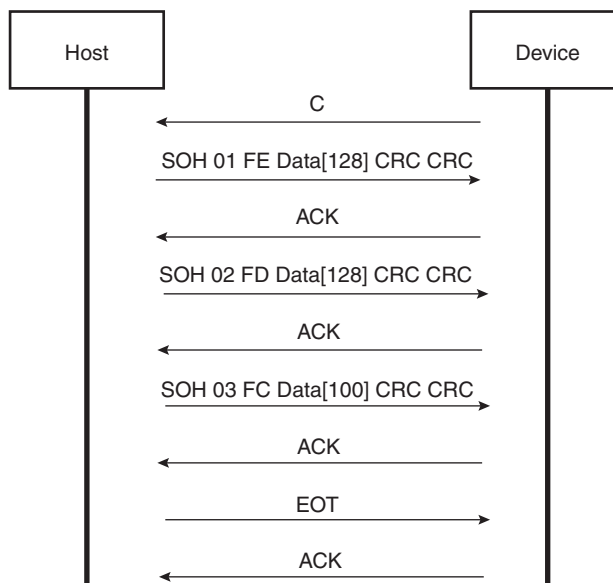 Host
Device
C
SOH 01 FE Data[128] CRC CRC
ACK
SOH 02 FD Data[128] CRC CRC
ACK
SOH 03 FC Data[100] CRC CRC
ACK
EOT
ACK